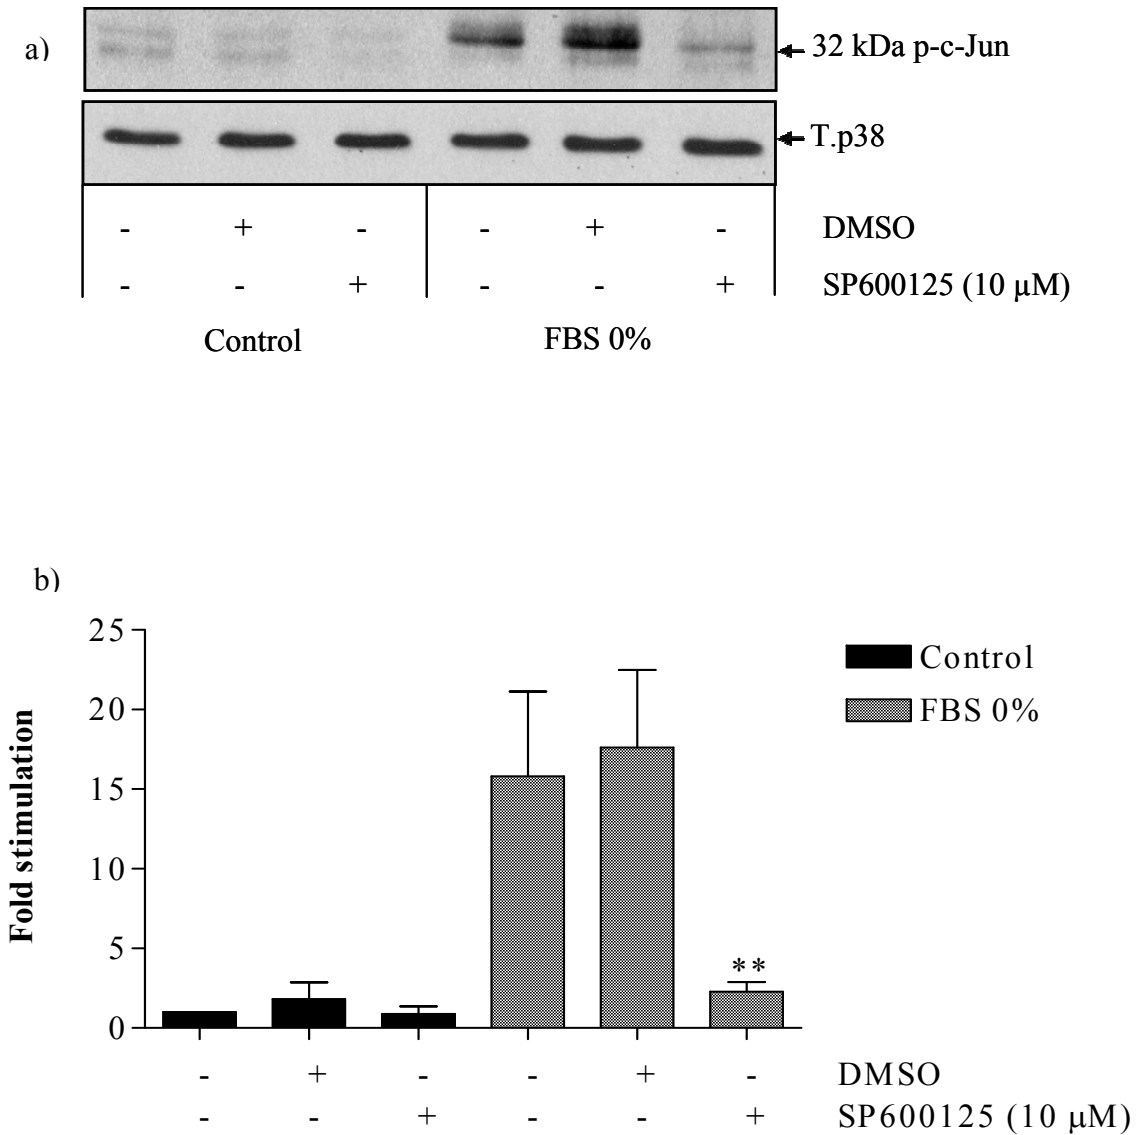 a)
32 kDa p-c-Jun
T.p38
- + - - + - DMSO
- - + - - + SP600125 (10 µM)
Control FBS 0%
b)
25
20
15
10
5
0
Fold stimulation
Control
FBS 0%
**
- + - - + - DMSO
- - + - - + SP600125 (10 µM)